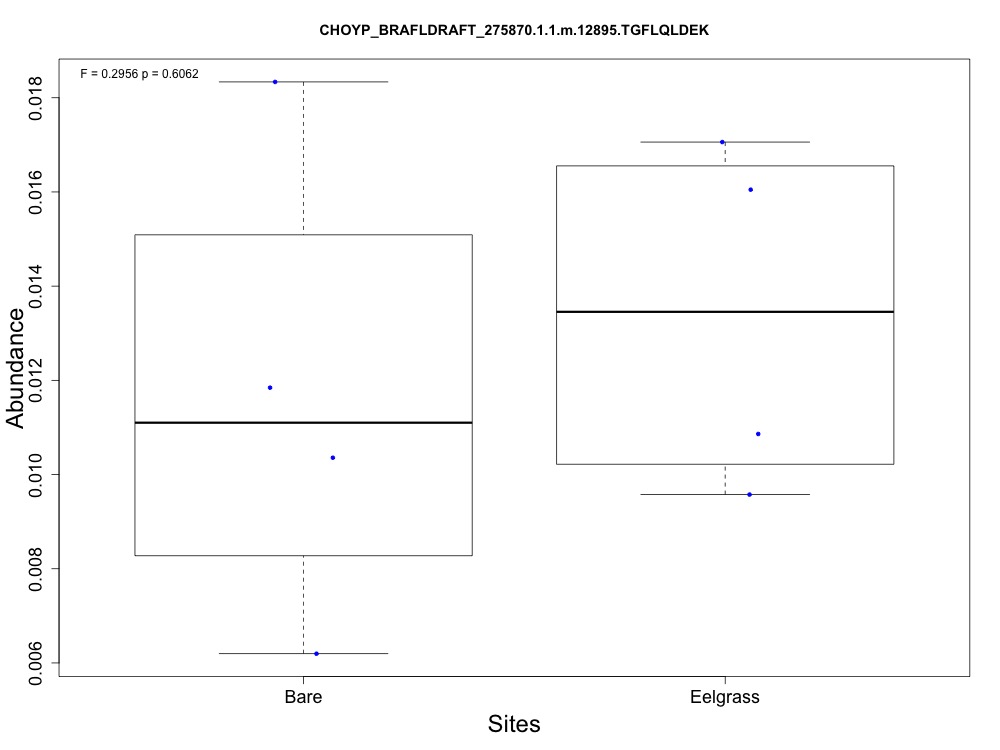 CHOYP_BRAFLDRAFT_275870.1.1.m.12895.TGFLQLDEK
F = 0.2956 p = 0.6062
0.018
0.016
0.014
0.012
0.010
0.008
0.006
Abundance
Bare
Eelgrass
Sites